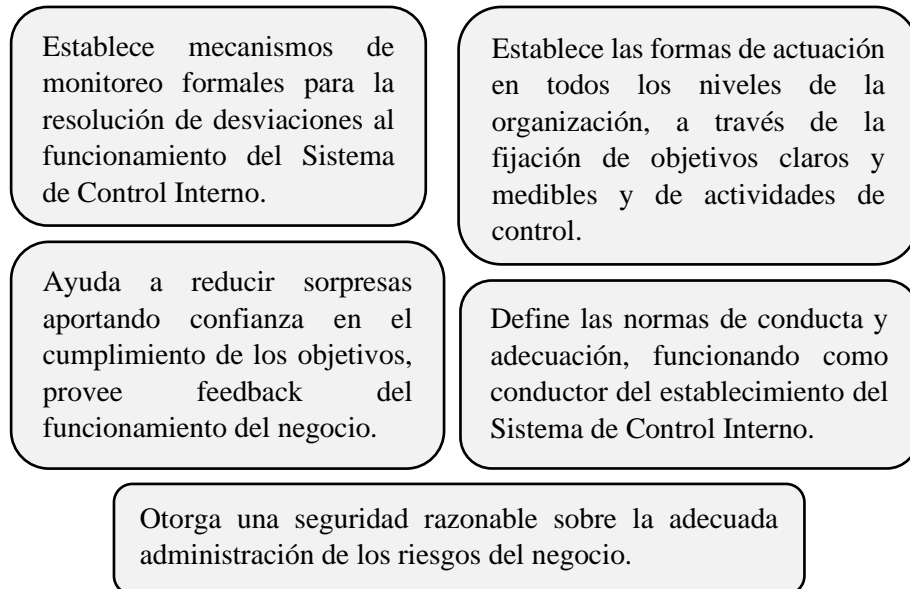 Establece mecanismos de
monitoreo formales para la
resolución de desviaciones al
funcionamiento del Sistema
de Control Interno.
Establece las formas de actuación
en todos los niveles de la
organización, a través de la
fijación de objetivos claros y
medibles y de actividades de
control.
Ayuda a reducir sorpresas
aportando confianza en el
cumplimiento de los objetivos,
provee feedback del
funcionamiento del negocio.
Define las normas de conducta y
adecuación, funcionando como
conductor del establecimiento del
Sistema de Control Interno.
Otorga una seguridad razonable sobre la adecuada
administración de los riesgos del negocio.